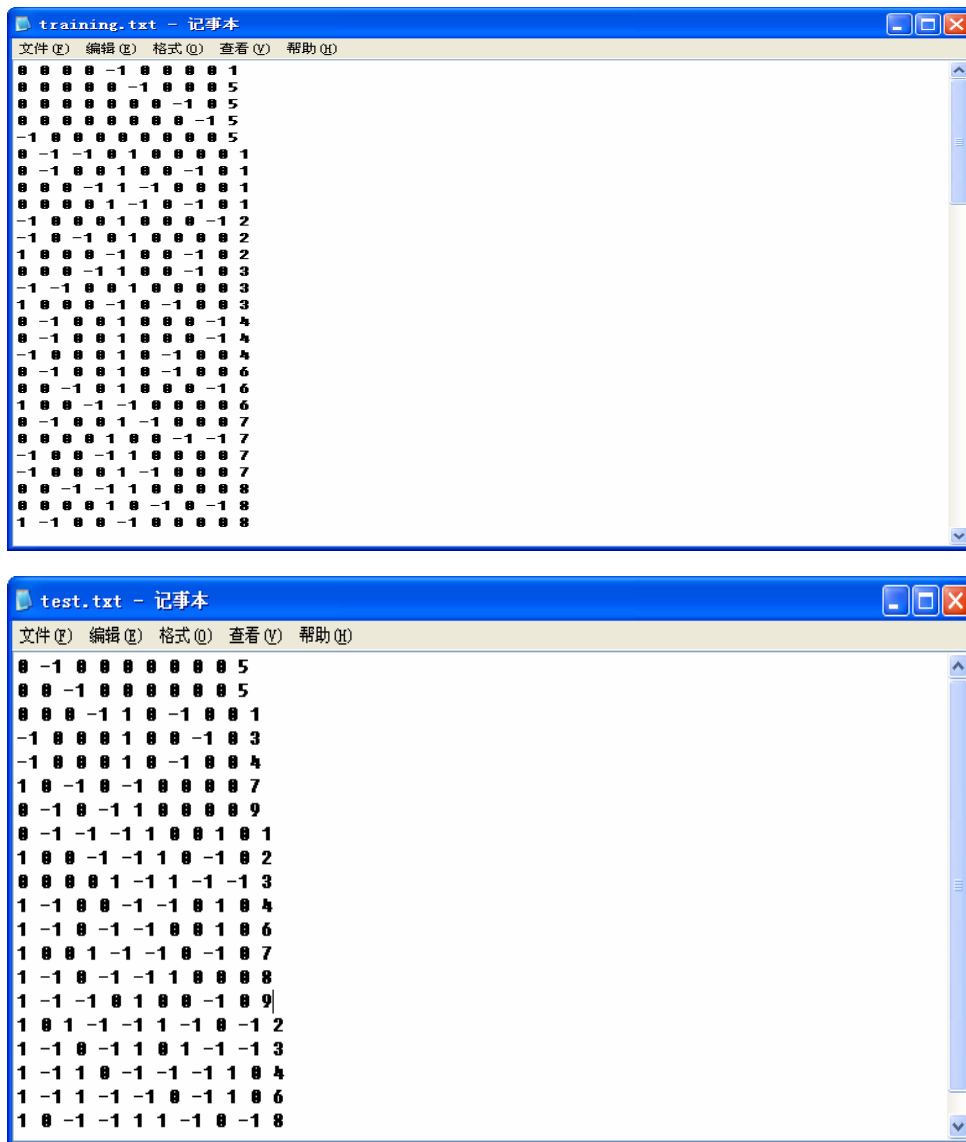 training.txt - 记事本
文件(F) 编辑(E) 格式(O) 查看(V) 帮助(H)
0 0 0 0 -1 0 0 0 0 1
0 0 0 0 0 -1 0 0 0 5
0 0 0 0 0 0 0 -1 0 5
0 0 0 0 0 0 0 0 -1 5
-1 0 0 0 0 0 0 0 0 5
0 -1 -1 0 1 0 0 0 0 1
0 -1 0 0 1 0 0 -1 0 1
0 0 0 -1 1 -1 0 0 0 1
0 0 0 0 1 -1 0 -1 0 1
-1 0 0 0 1 0 0 0 -1 2
-1 0 -1 0 1 0 0 0 0 2
1 0 0 0 -1 0 0 -1 0 2
0 0 0 -1 1 0 0 -1 0 3
-1 -1 0 0 1 0 0 0 0 3
1 0 0 0 -1 0 -1 0 0 3
0 -1 0 0 1 0 0 0 -1 4
0 -1 0 0 1 0 0 0 -1 4
-1 0 0 0 1 0 -1 0 0 4
0 -1 0 0 1 0 -1 0 0 6
0 0 -1 0 1 0 0 0 -1 6
1 0 0 -1 -1 0 0 0 0 6
0 -1 0 0 1 -1 0 0 0 7
0 0 0 0 1 0 0 -1 -1 7
-1 0 0 -1 1 0 0 0 0 7
-1 0 0 0 1 -1 0 0 0 7
0 0 -1 -1 1 0 0 0 0 8
0 0 0 0 1 0 -1 0 -1 8
1 -1 0 0 -1 0 0 0 0 8
test.txt - 记事本
文件(F) 编辑(E) 格式(O) 查看(V) 帮助(H)
0 -1 0 0 0 0 0 0 0 5
0 0 -1 0 0 0 0 0 0 5
0 0 0 -1 1 0 -1 0 0 1
-1 0 0 0 1 0 0 -1 0 3
-1 0 0 0 1 0 -1 0 0 4
1 0 -1 0 -1 0 0 0 0 7
0 -1 0 -1 1 0 0 0 0 9
0 -1 -1 -1 1 0 0 1 0 1
1 0 0 -1 -1 1 0 -1 0 2
0 0 0 0 1 -1 1 -1 -1 3
1 -1 0 0 -1 -1 0 1 0 4
1 -1 0 -1 -1 0 0 1 0 6
1 0 0 1 -1 -1 0 -1 0 7
1 -1 0 -1 -1 1 0 0 0 8
1 -1 -1 0 1 0 0 -1 0 9
1 0 1 -1 -1 1 -1 0 -1 2
1 -1 0 -1 1 0 1 -1 -1 3
1 -1 1 0 -1 -1 -1 1 0 4
1 -1 1 -1 -1 0 -1 1 0 6
1 0 -1 -1 1 1 -1 0 -1 8